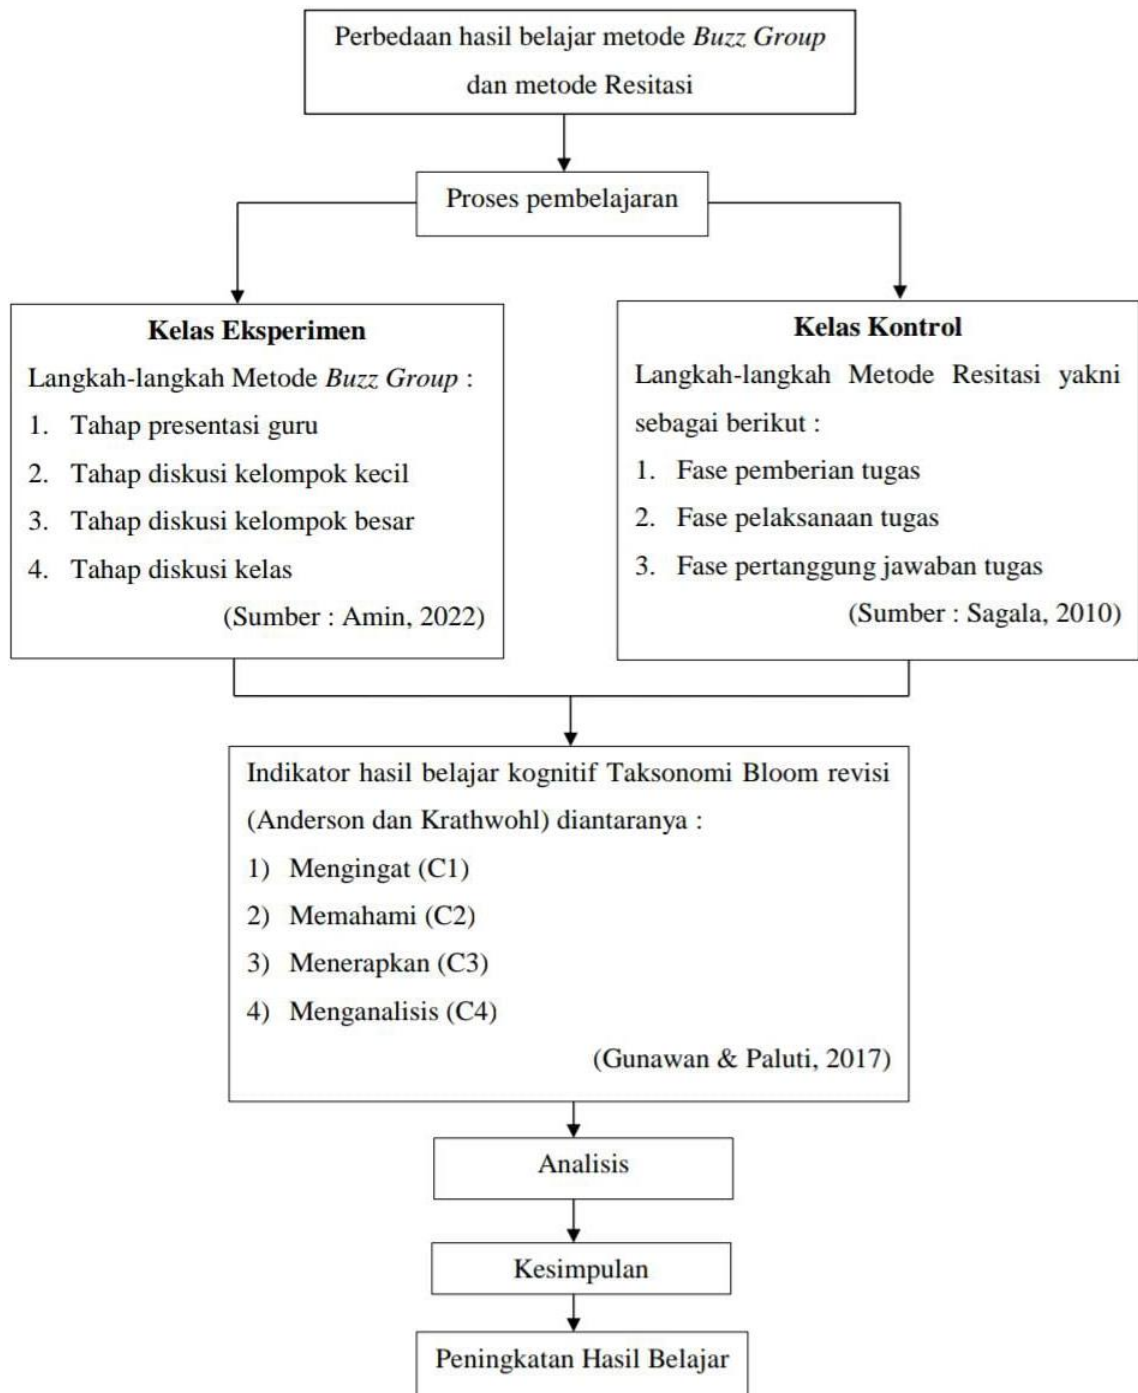 Perbedaan hasil belajar metode Buzz Group
dan metode Resitasi
Proses pembelajaran
Kelas Eksperimen
Langkah-langkah Metode Buzz Group :
1. Tahap presentasi guru
2. Tahap diskusi kelompok kecil
3. Tahap diskusi kelompok besar
4. Tahap diskusi kelas
(Sumber : Amin, 2022)
Kelas Kontrol
Langkah-langkah Metode Resitasi yakni
sebagai berikut :
1. Fase pemberian tugas
2. Fase pelaksanaan tugas
3. Fase pertanggung jawaban tugas
(Sumber : Sagala, 2010)
Indikator hasil belajar kognitif Taksonomi Bloom revisi
(Anderson dan Krathwohl) diantaranya :
1) Mengingat (C1)
2) Memahami (C2)
3) Menerapkan (C3)
4) Menganalisis (C4)
(Gunawan & Paluti, 2017)
Analisis
Kesimpulan
Peningkatan Hasil Belajar